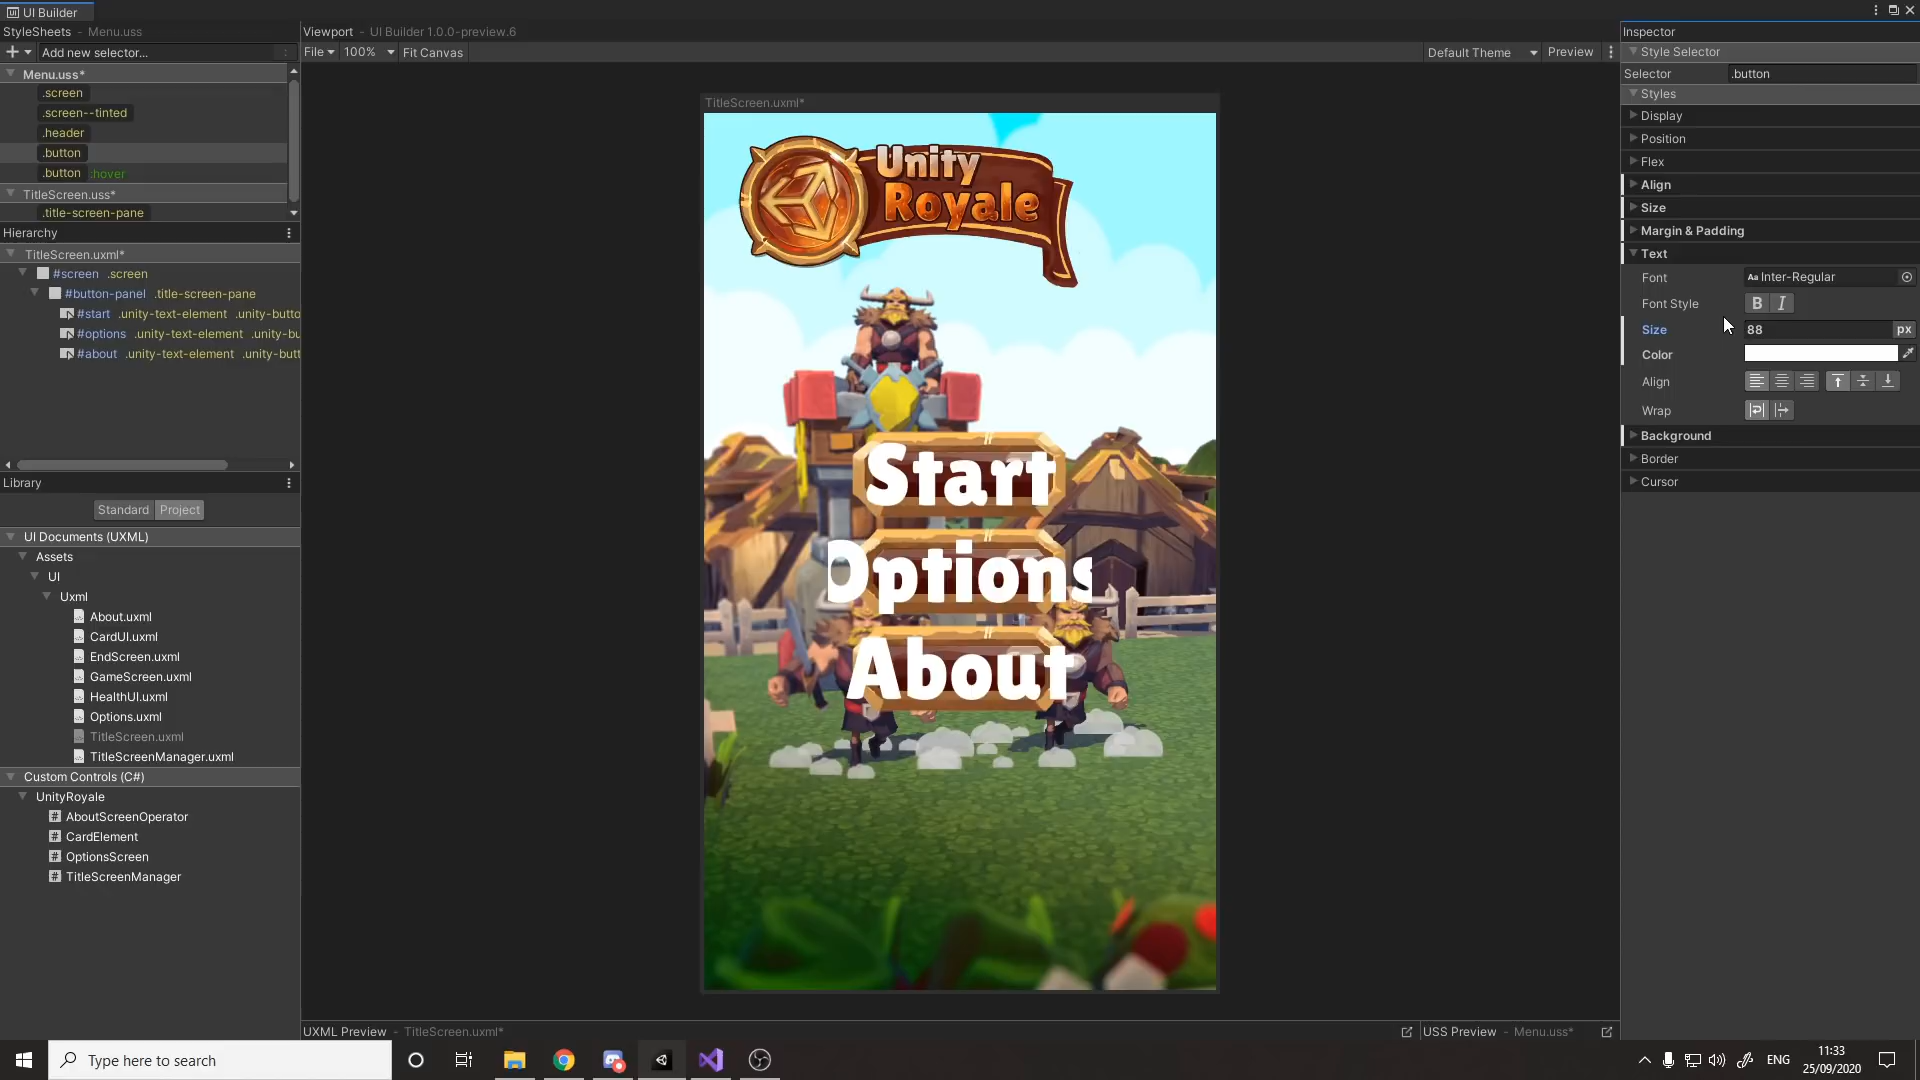 UI Builder
StyleSheets - Menu.uss
Add new selector...
Menu.uss*
.screen
.screen--tinted
.header
.button
.button :hover
TitleScreen.uss*
.title-screen-pane
Hierarchy
TitleScreen.uxml*
#screen .screen
#button-panel .title-screen-pane
#start .unity-text-element .unity-butto
#options .unity-text-element .unity-bu
#about .unity-text-element .unity-butt
Library
Standard Project
UI Documents (UXML)
Assets
UI
Uxml
About.uxml
CardUI.uxml
EndScreen.uxml
GameScreen.uxml
HealthUI.uxml
Options.uxml
TitleScreen.uxml
TitleScreenManager.uxml
Custom Controls (C#)
UnityRoyale
AboutScreenOperator
CardElement
OptionsScreen
TitleScreenManager
Viewport - UI Builder 1.0.0-preview.6
File 100% Fit Canvas
Default Theme Preview
TitleScreen.uxml*
Unity
Royale
Start
Options
About
UXML Preview - TitleScreen.uxml*
USS Preview - Menu.uss*
Inspector
Style Selector
Selector .button
Styles
Display
Position
Flex
Align
Size
Margin & Padding
Text
Font Aa Inter-Regular
Font Style B I
Size 88 px
Color
Align
Wrap
Background
Border
Cursor
Type here to search
ENG
11:33
25/09/2020